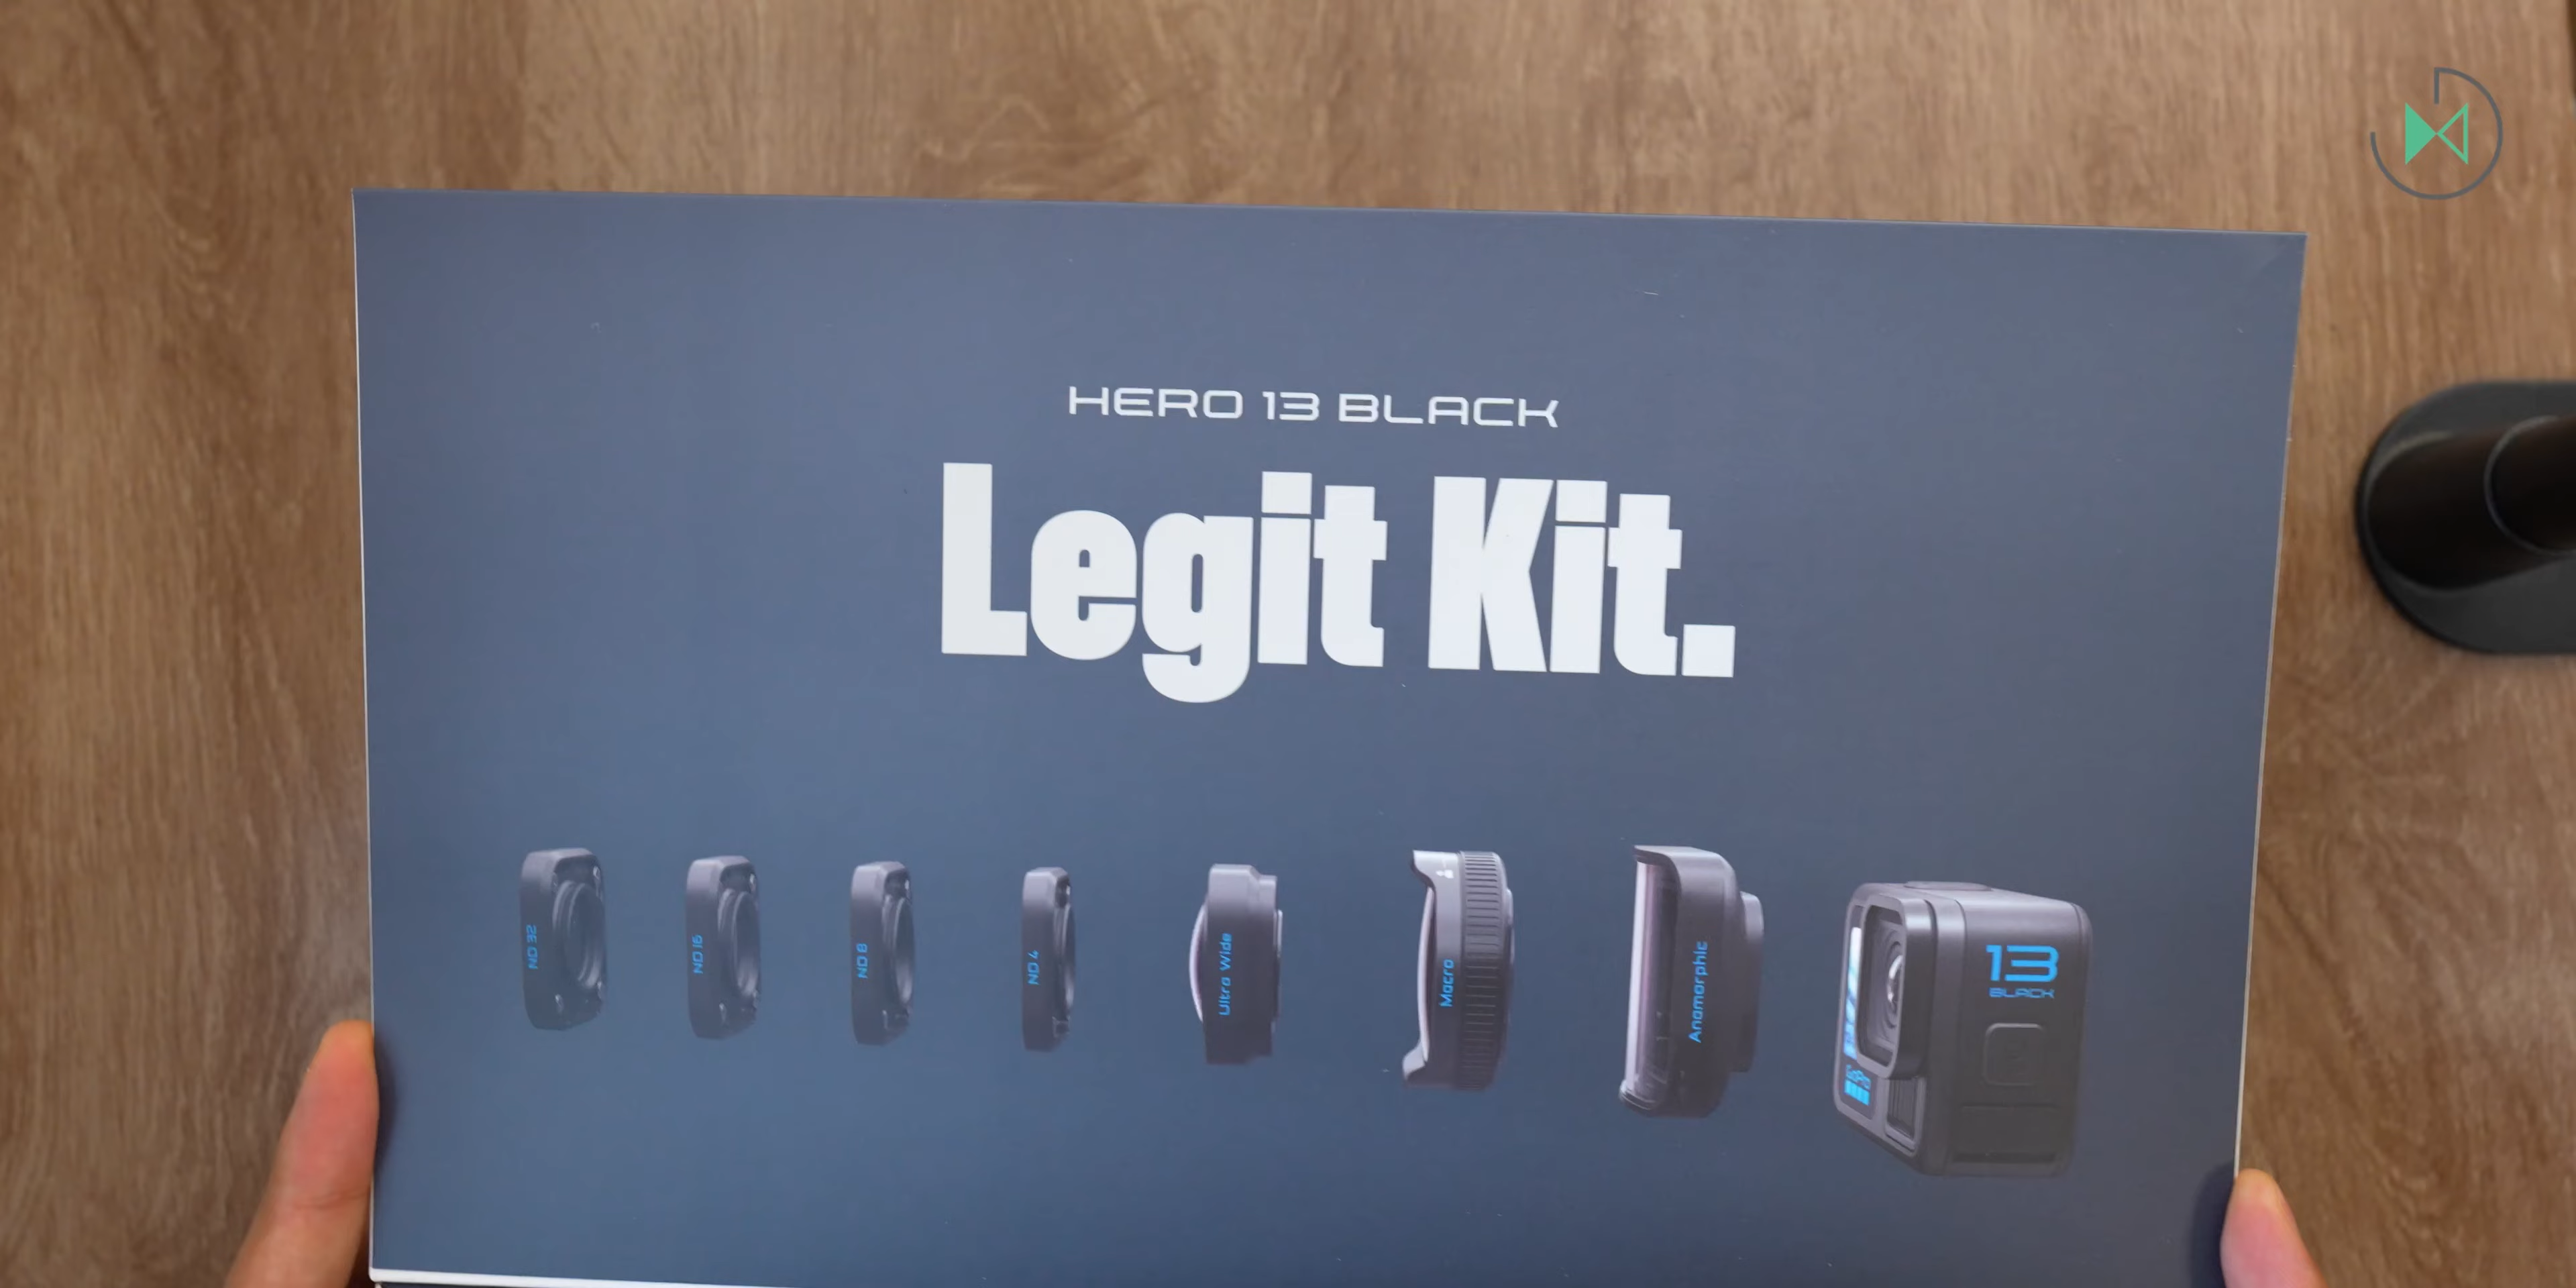 HERO 13 BLACK
Legit Kit.
ND 32
ND 16
ND 8
ND 4
Ultra Wide
Macro
Anamorphic
13
BLACK
GoPro